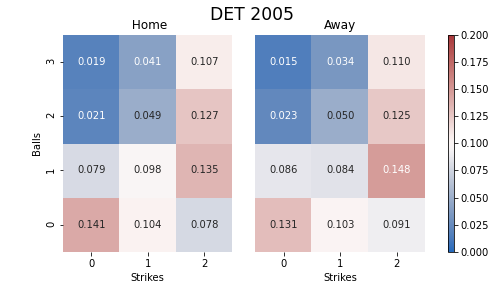 DET 2005
Home Away
3 0.019 0.041 0.107 0.015 0.034 0.110
2 0.021 0.049 0.127 0.023 0.050 0.125
1 0.079 0.098 0.135 0.086 0.084 0.148
0 0.141 0.104 0.078 0.131 0.103 0.091
0 1 2 0 1 2
Balls
Strikes Strikes
0.200
0.175
0.150
0.125
0.100
0.075
0.050
0.025
0.000